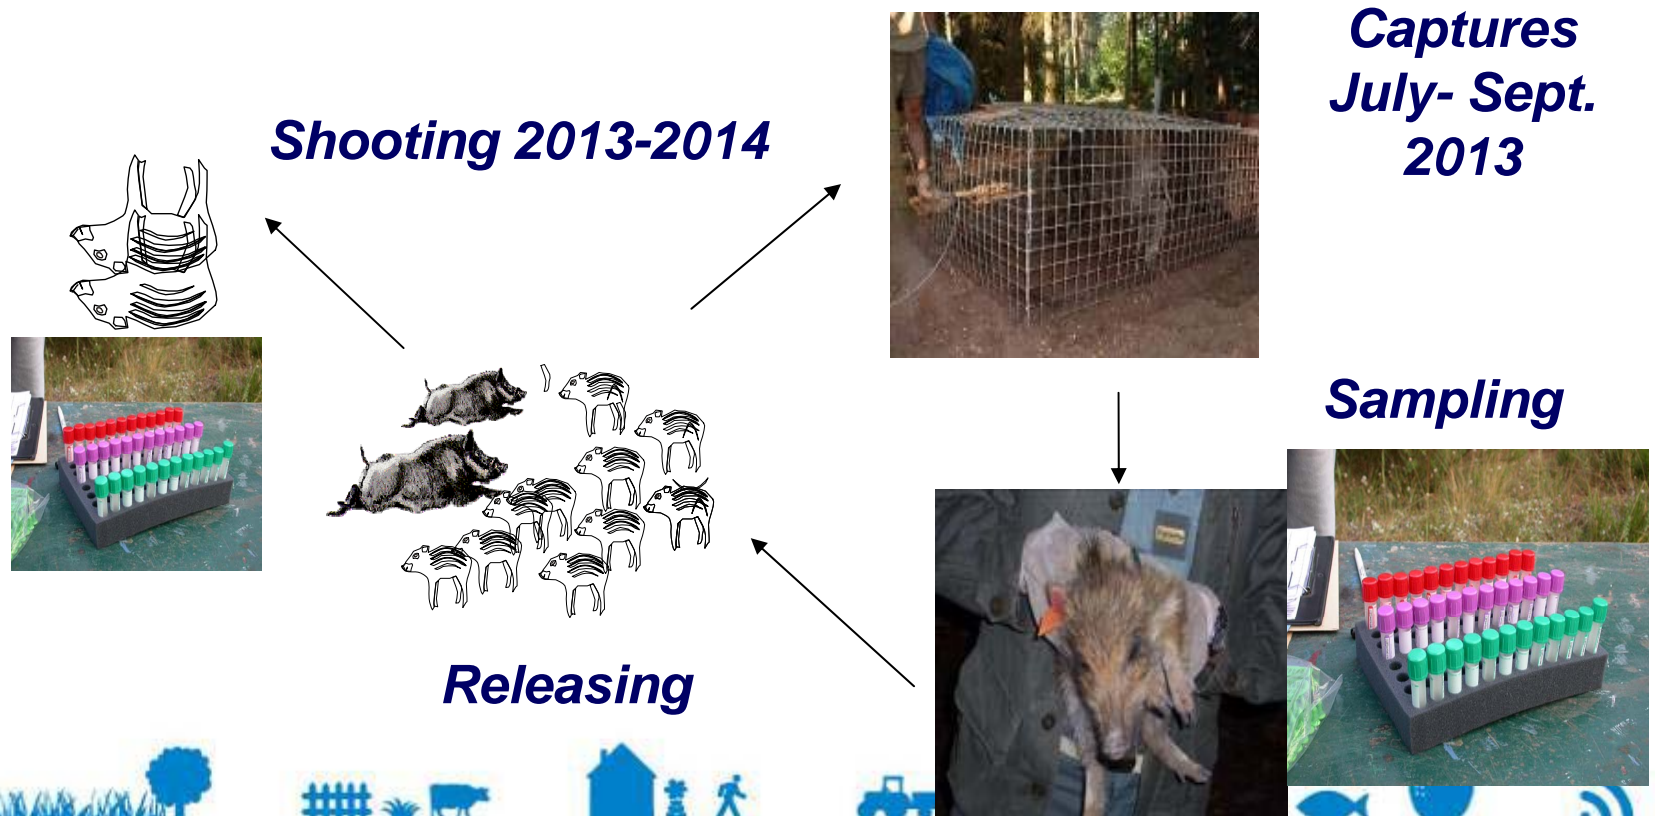 Captures
July- Sept.
2013
Shooting 2013-2014
Sampling
Releasing